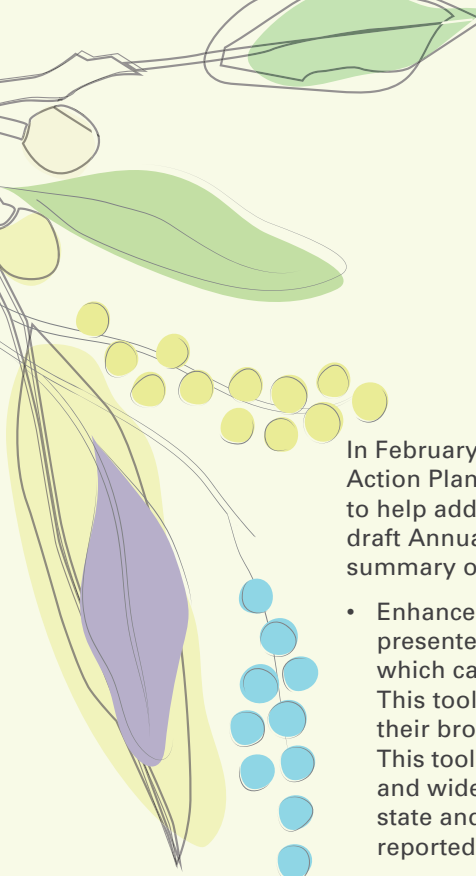 In February
Action Plan
to help add
draft Annua
summary o
• Enhance
presente
which ca
This tool
their bro
This tool
and wide
state and
reported